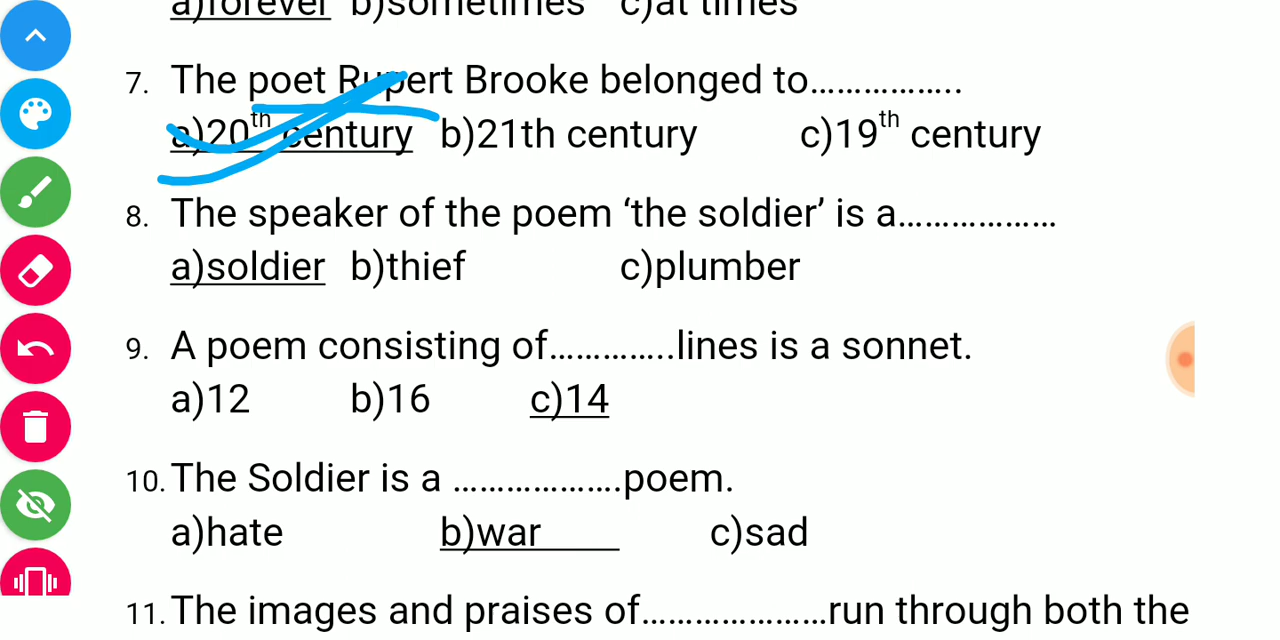 a)forever b)sometimes c)at times
7. The poet Rupert Brooke belonged to……………..
a)20th century b)21th century c)19th century
8. The speaker of the poem ‘the soldier’ is a………………
a)soldier b)thief c)plumber
9. A poem consisting of…………..lines is a sonnet.
a)12 b)16 c)14
10. The Soldier is a ……………….poem.
a)hate b)war c)sad
11. The images and praises of…………………run through both the